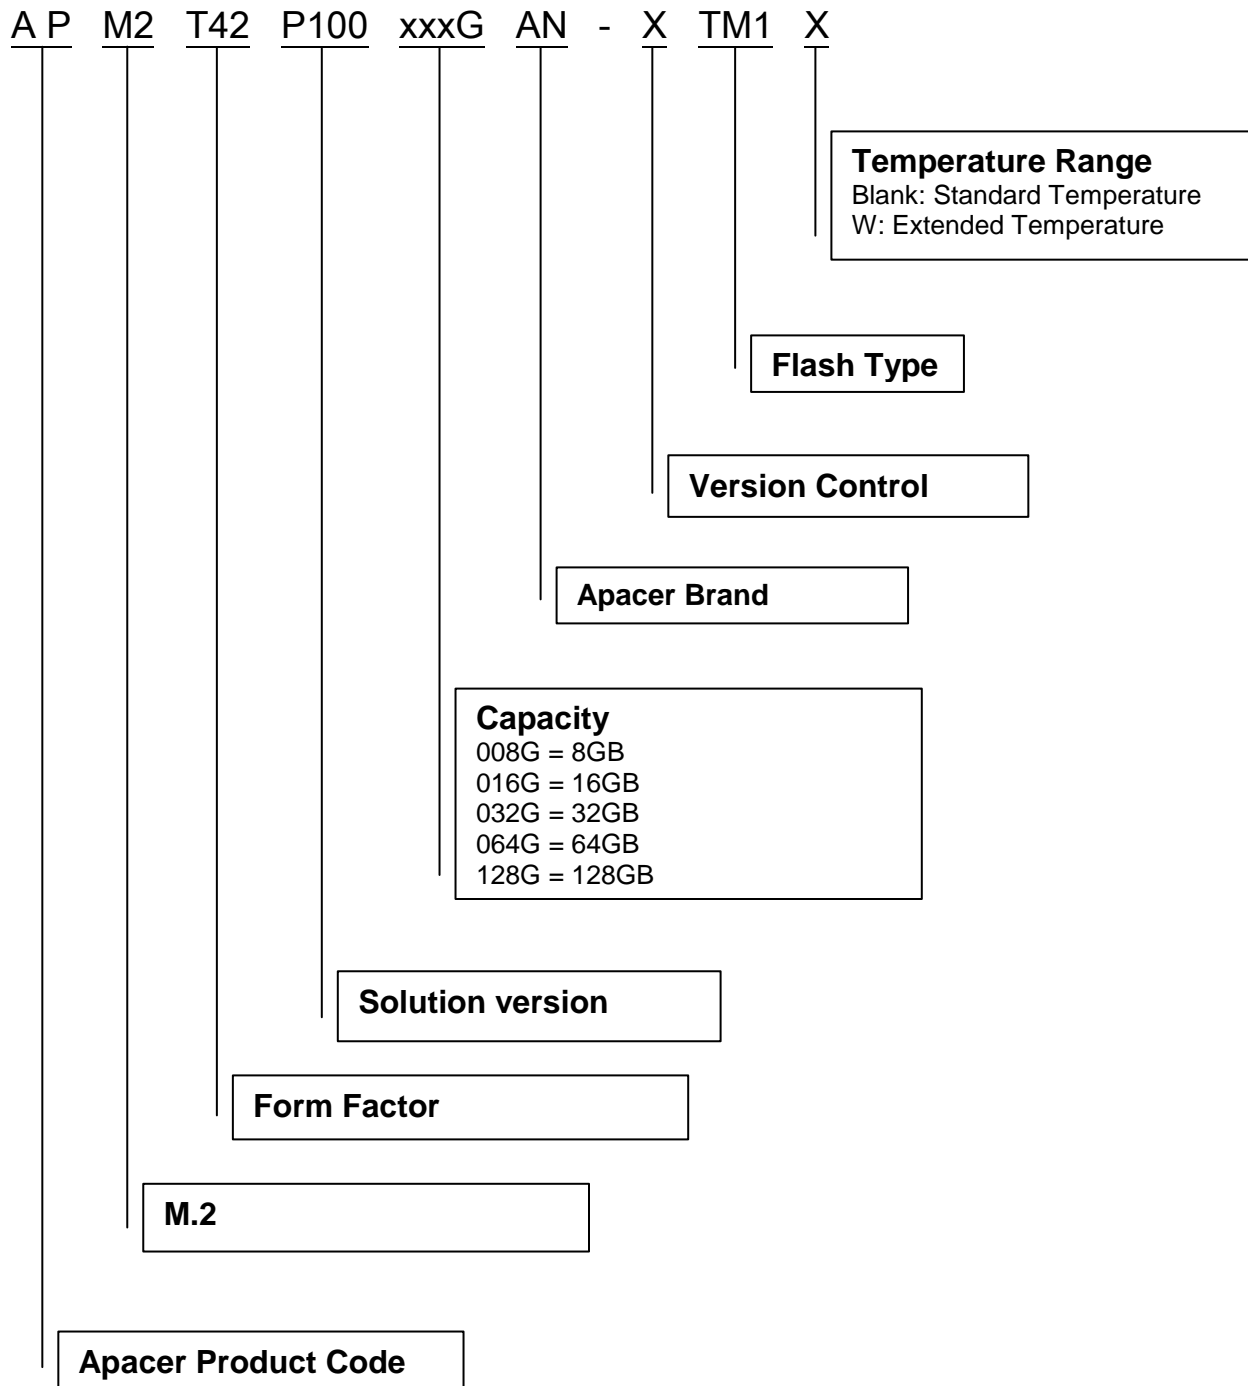 A P M2 T42 P100 xxxG AN - X TM1 X
Temperature Range
Blank: Standard Temperature
W: Extended Temperature
Flash Type
Version Control
Apacer Brand
Capacity
008G = 8GB
016G = 16GB
032G = 32GB
064G = 64GB
128G = 128GB
Solution version
Form Factor
M.2
Apacer Product Code